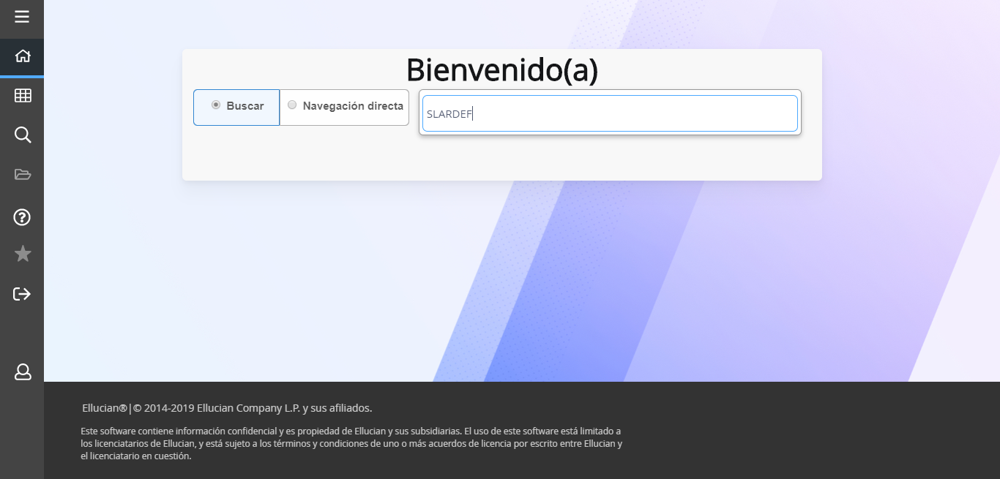 Bienvenido(a)
Buscar
Navegación directa
SLARDEF
Ellucian®|© 2014-2019 Ellucian Company L.P. y sus afiliados.
Este software contiene información confidencial y es propiedad de Ellucian y sus subsidiarias. El uso de este software está limitado a
los licenciatarios de Ellucian, y está sujeto a los términos y condiciones de uno o más acuerdos de licencia por escrito entre Ellucian y
el licenciatario en cuestión.